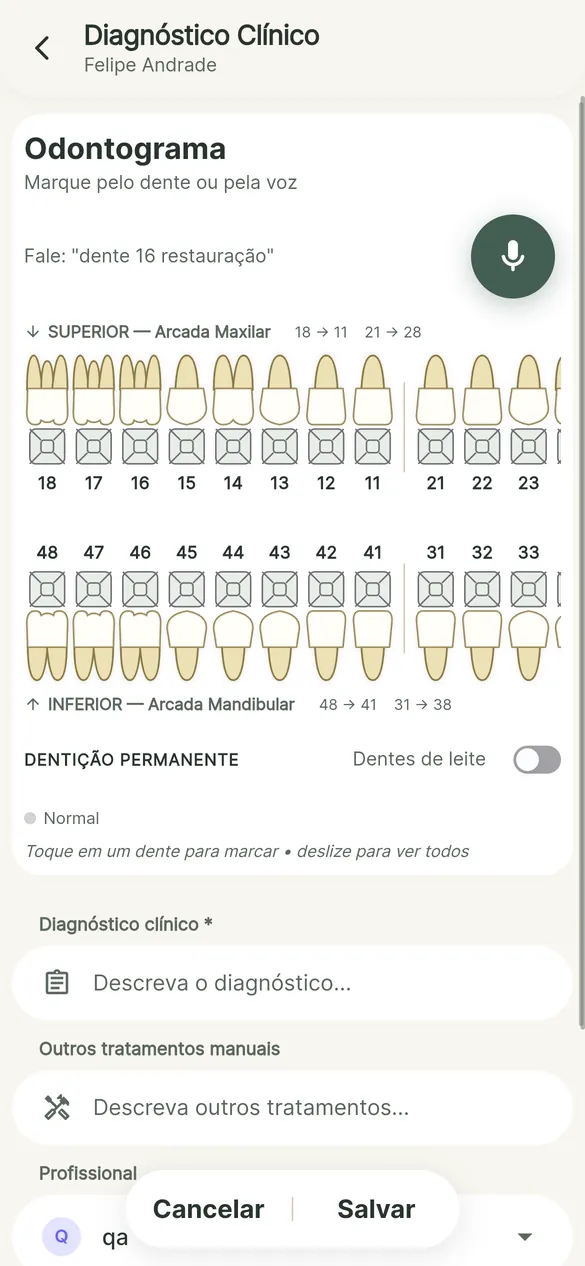 Diagnóstico Clínico
Felipe Andrade
Odontograma
Marque pelo dente ou pela voz
Fale: "dente 16 restauração"
↓ SUPERIOR — Arcada Maxilar 18 → 11 21 → 28
18 17 16 15 14 13 12 11 21 22 23
48 47 46 45 44 43 42 41 31 32 33
↑ INFERIOR — Arcada Mandibular 48 → 41 31 → 38
DENTIÇÃO PERMANENTE Dentes de leite
Normal
Toque em um dente para marcar • deslize para ver todos
Diagnóstico clínico *
Descreva o diagnóstico...
Outros tratamentos manuais
Descreva outros tratamentos...
Profissional
Cancelar Salvar
Q qa